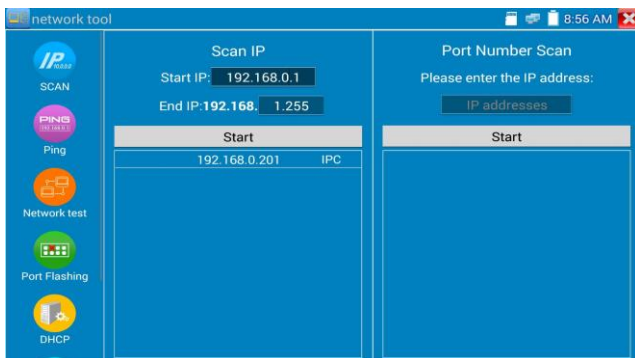 network tool
8:56 AM
IP
SCAN
PING
Ping
Network test
Port Flashing
DHCP
Scan IP
Start IP: 192.168.0.1
End IP:192.168. 1.255
Start
192.168.0.201 IPC
Port Number Scan
Please enter the IP address:
IP addresses
Start